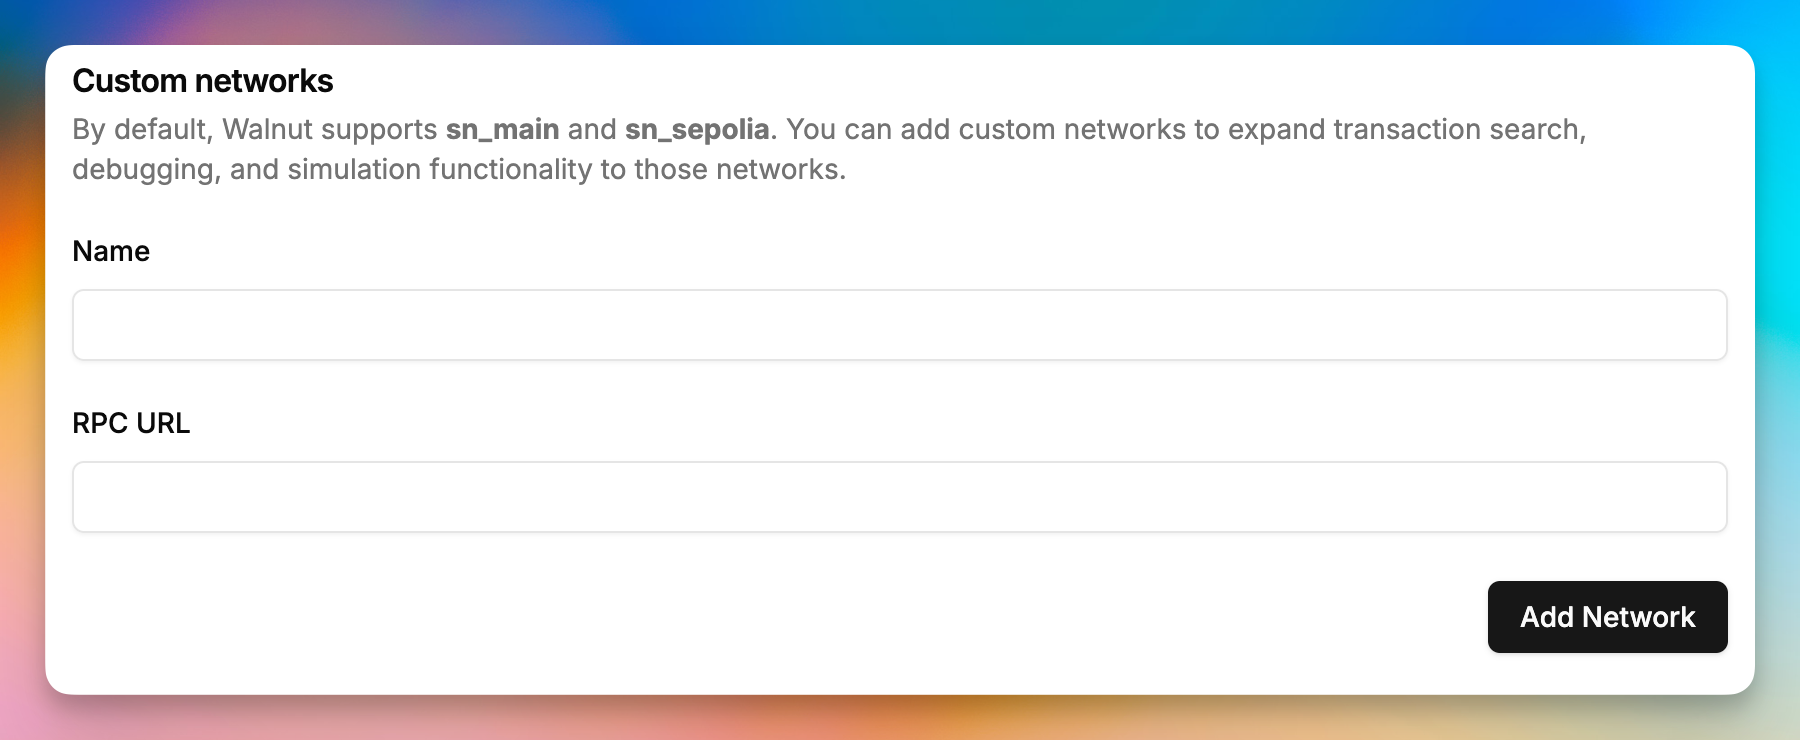 Custom networks
By default, Walnut supports sn_main and sn_sepolia. You can add custom networks to expand transaction search,
debugging, and simulation functionality to those networks.
Name
RPC URL
Add Network